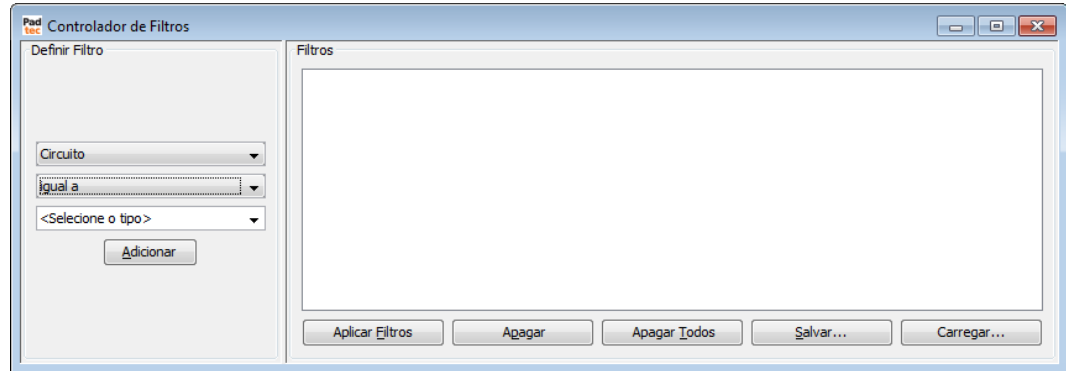 Pad
tec
Controlador de Filtros
Definir Filtro
Circuito
igual a
<Selecione o tipo>
Adicionar
Filtros
Aplicar Filtros
Apagar
Apagar Todos
Salvar...
Carregar...